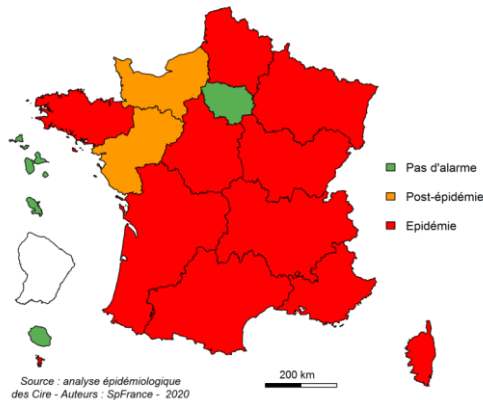 Pas d'alarme
Post-épidémie
Epidémie
200 km
Source : analyse épidémiologique
des Cire - Auteurs : SpFrance - 2020